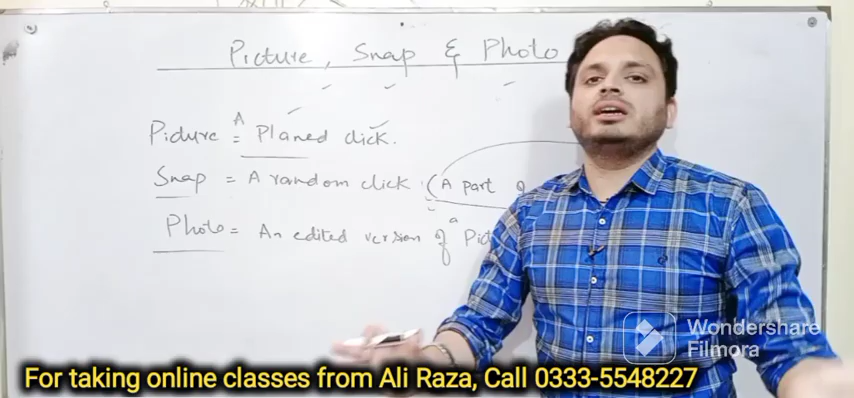 Picture, Snap & Photo
Picture = A Planed click.
Snap = A random click. (A part
Photo = An edited version of a Pict
Wondershare
Filmora
For taking online classes from Ali Raza, Call 0333-5548227